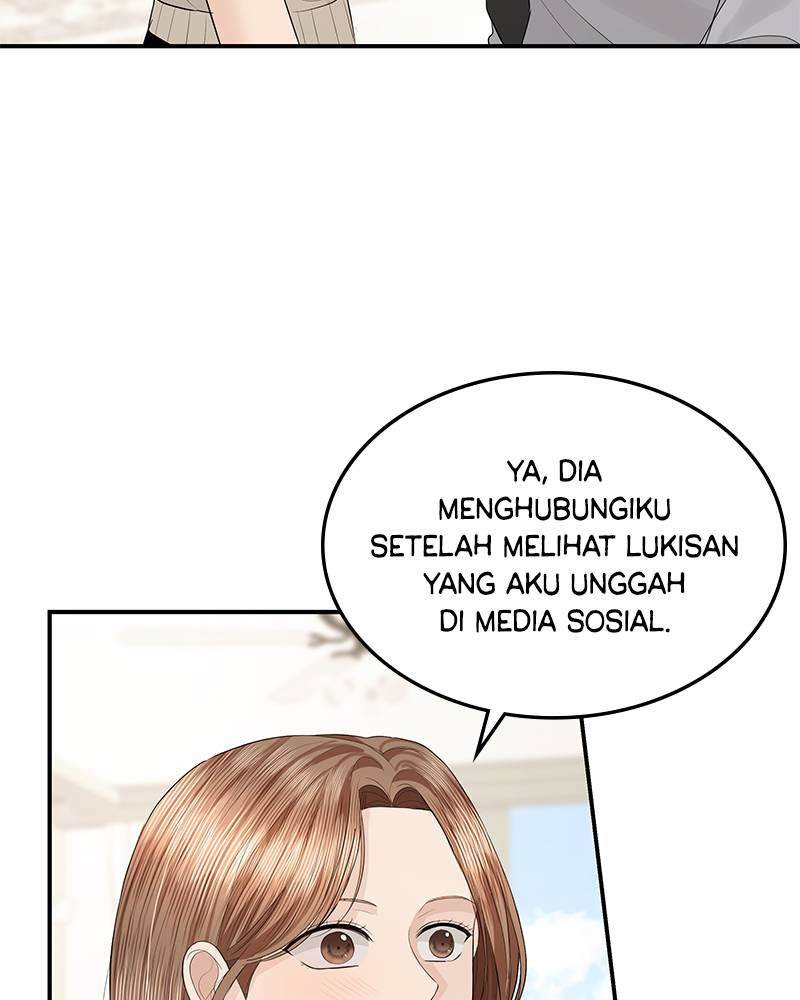 YA, DIA
MENGHUBUNGIKU
SETELAH MELIHAT LUKISAN
YANG AKU UNGGAH
DI MEDIA SOSIAL.